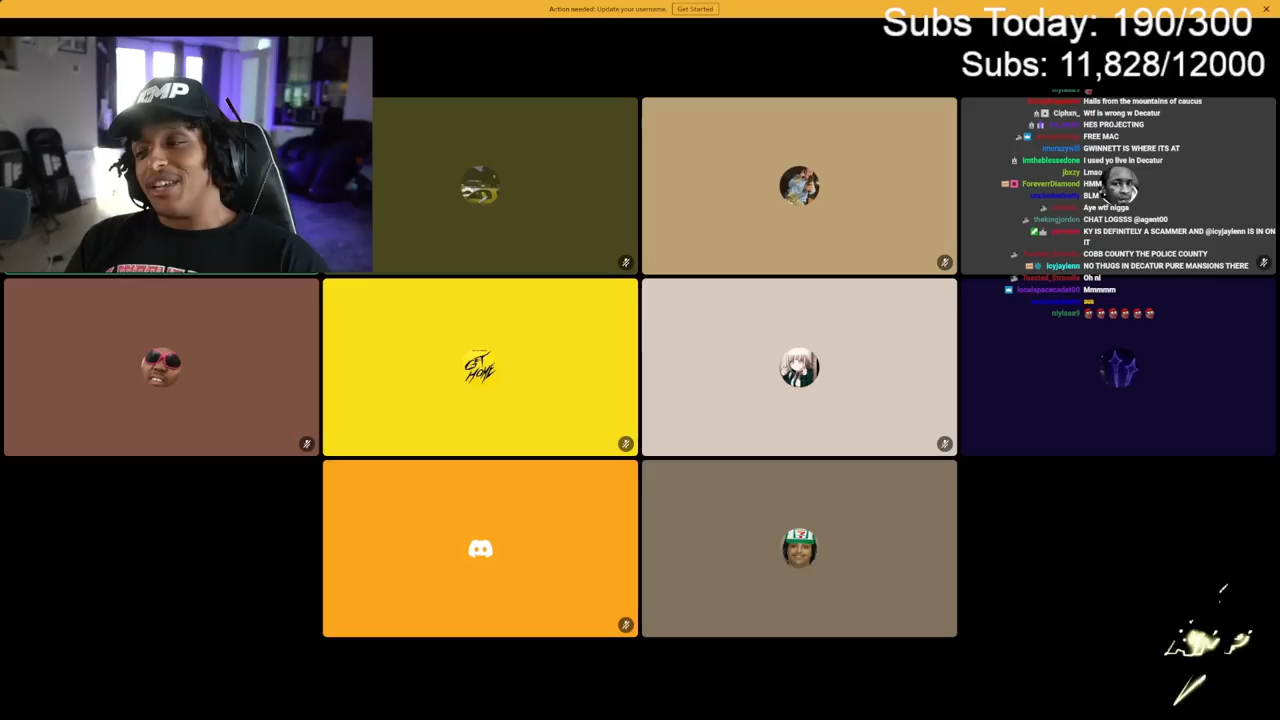 Action needed: Update your username. Get Started
Subs Today: 190/300
Subs: 11,828/12000
Hails from the mountains of caucus
Ciphxn_ Wtf is wrong w Decatur
HES PROJECTING
FREE MAC
GWINNETT IS WHERE ITS AT
Imtheblessedone I used yo live in Decatur
jbxzy Lmao
ForeverrDiamond HMM
BLM
Aye wtf nigga
thekingjordon CHAT LOGSSS @agent00
KY IS DEFINITELY A SCAMMER AND @icyjaylenn IS IN ON
IT
COBB COUNTY THE POLICE COUNTY
icyjaylenn NO THUGS IN DECATUR PURE MANSIONS THERE
Toasted_Strudle Oh ni
localspacecadet00 Mmmmm
niylaaa9
GET
HOME